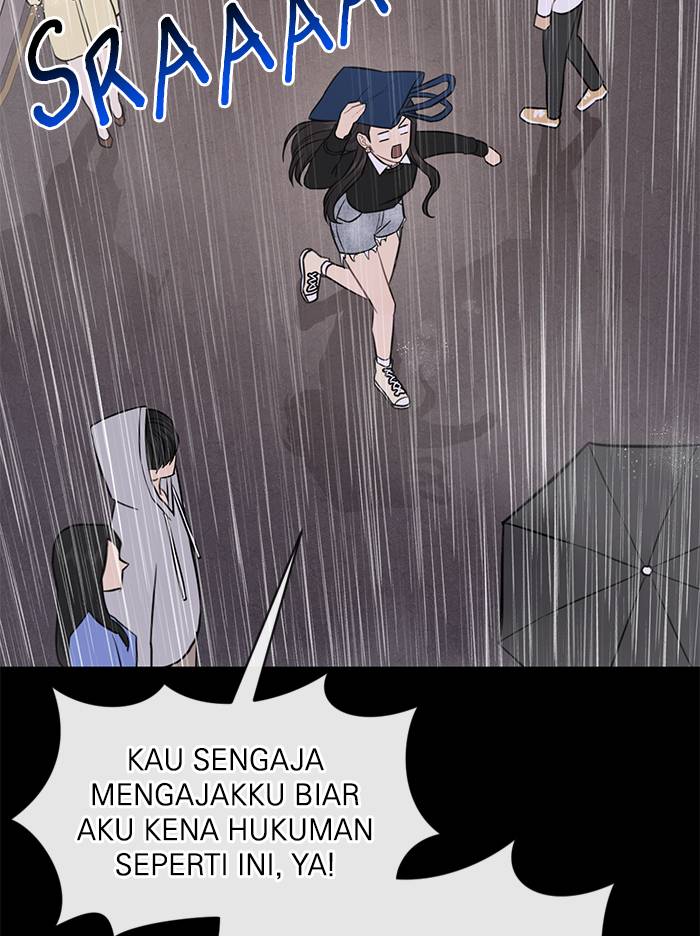 SRAAAA
KAU SENGAJA
MENGAJAKKU BIAR
AKU KENA HUKUMAN
SEPERTI INI, YA!